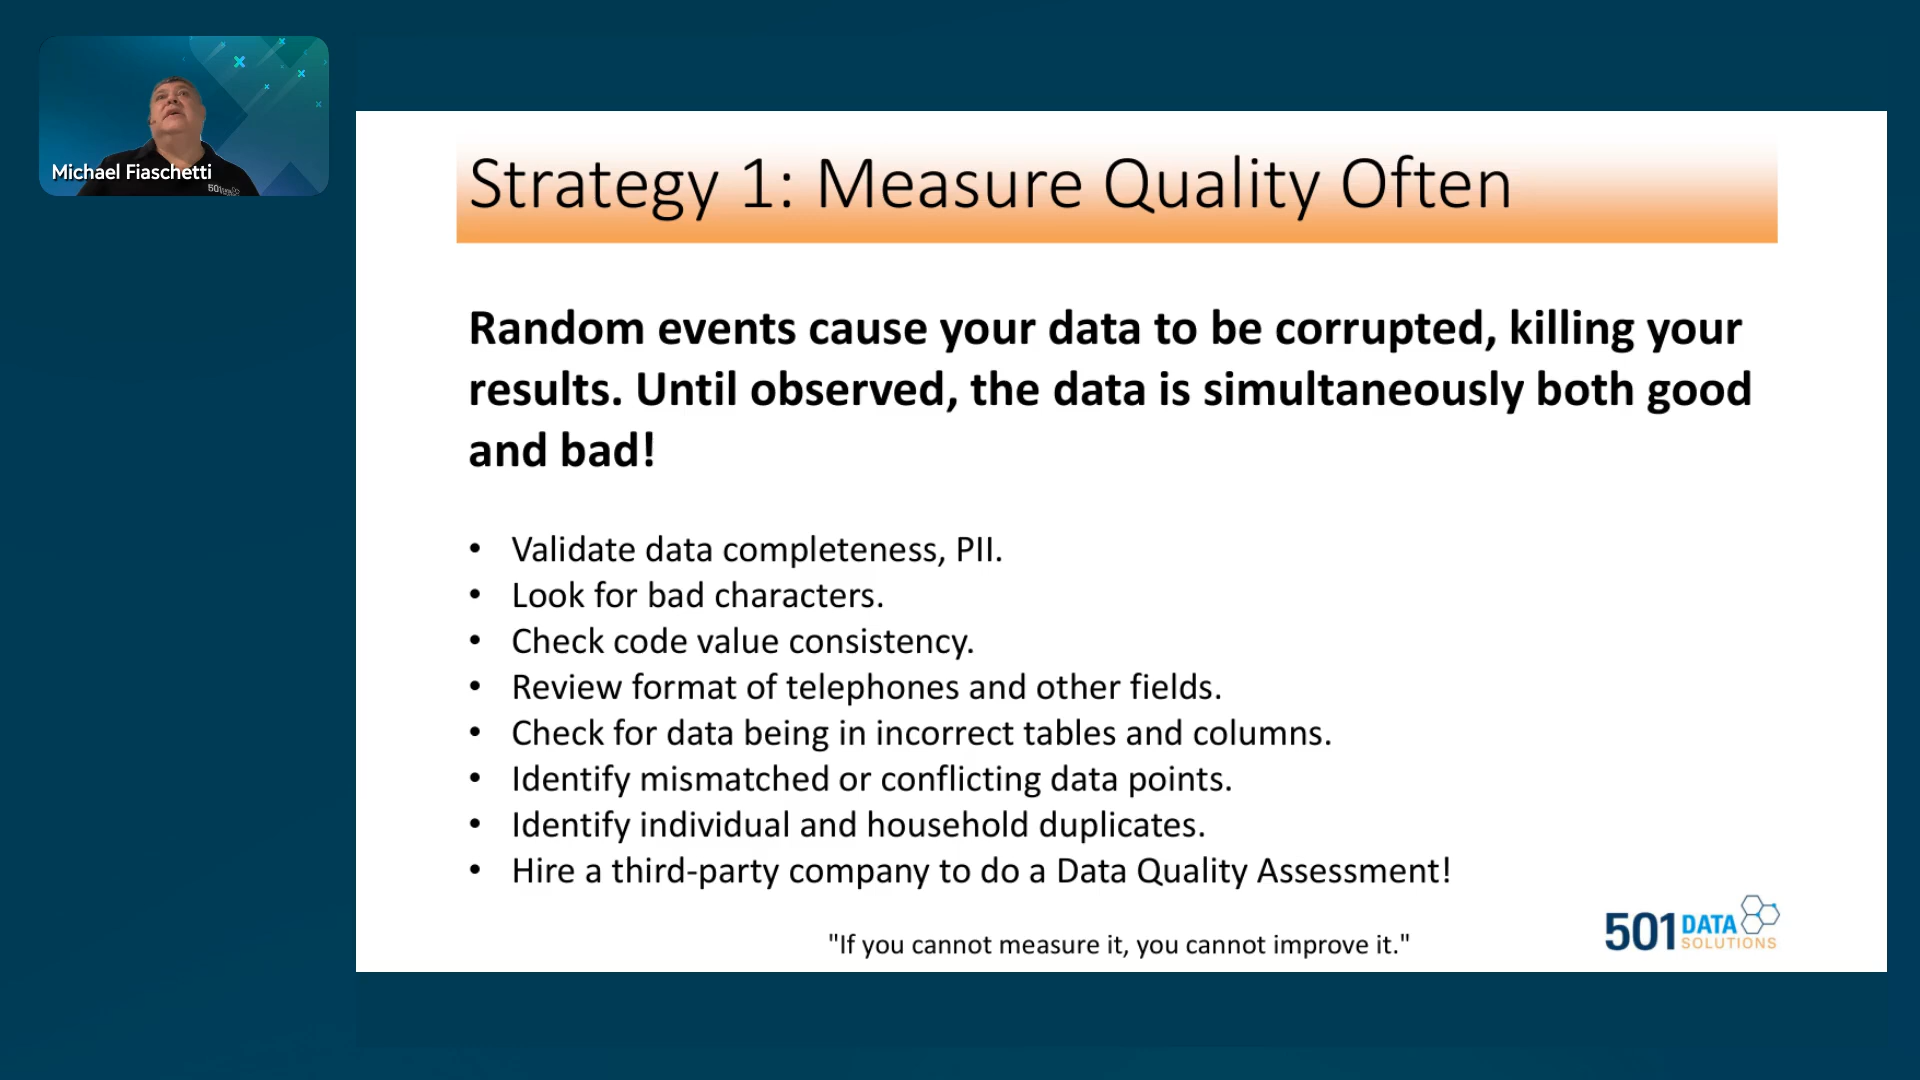 Michael Fiaschetti
501
Strategy 1: Measure Quality Often
Random events cause your data to be corrupted, killing your
results. Until observed, the data is simultaneously both good
and bad!
• Validate data completeness, PII.
• Look for bad characters.
• Check code value consistency.
• Review format of telephones and other fields.
• Check for data being in incorrect tables and columns.
• Identify mismatched or conflicting data points.
• Identify individual and household duplicates.
• Hire a third-party company to do a Data Quality Assessment!
"If you cannot measure it, you cannot improve it."
501 DATA
SOLUTIONS